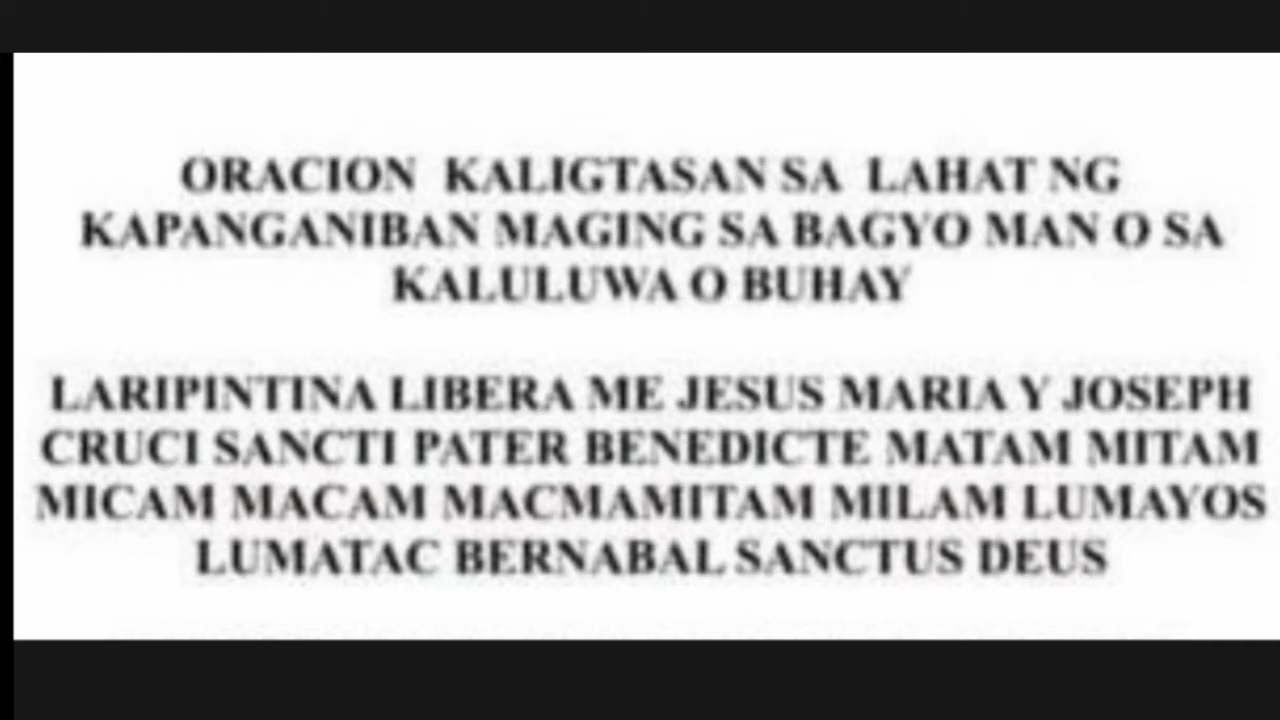 ORACION KALIGTASAN SA LAHAT NG
KAPANGANIBAN MAGING SA BAGYO MAN O SA
KALULUWA O BUHAY
LARIPINTINA LIBERA ME JESUS MARIA Y JOSEPH
CRUCI SANCTI PATER BENEDICTE MATAM MITAM
MICAM MACAM MACMAMITAM MILAM LUMAYOS
LUMATAC BERNABAL SANCTUS DEUS